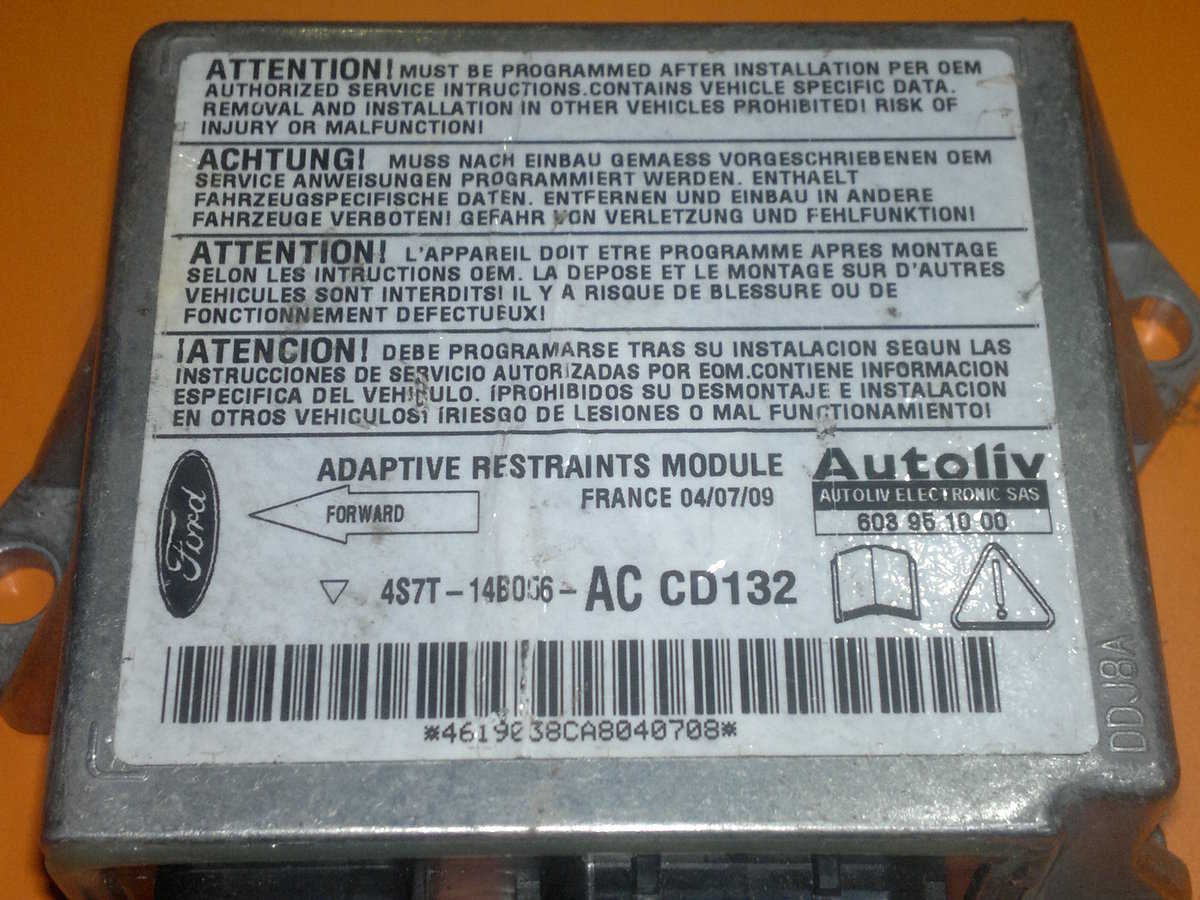 ATTENTION! MUST BE PROGRAMMED AFTER INSTALLATION PER OEM
AUTHORIZED SERVICE INTRUCTIONS.CONTAINS VEHICLE SPECIFIC DATA.
REMOVAL AND INSTALLATION IN OTHER VEHICLES PROHIBITED! RISK OF
INJURY OR MALFUNCTION!
ACHTUNG! MUSS NACH EINBAU GEMAESS VORGESCHRIEBENEN OEM
SERVICE ANWEISUNGEN PROGRAMMIERT WERDEN. ENTHAELT
FAHRZEUGSPECIFISCHE DATEN. ENTFERNEN UND EINBAU IN ANDERE
FAHRZEUGE VERBOTEN! GEFAHR VON VERLETZUNG UND FEHLFUNKTION!
ATTENTION! L'APPAREIL DOIT ETRE PROGRAMME APRES MONTAGE
SELON LES INTRUCTIONS OEM. LA DEPOSE ET LE MONTAGE SUR D'AUTRES
VEHICULES SONT INTERDITS! IL Y A RISQUE DE BLESSURE OU DE
FONCTIONNEMENT DEFECTUEUX!
¡ATENCION! DEBE PROGRAMARSE TRAS SU INSTALACION SEGUN LAS
INSTRUCCIONES DE SERVICIO AUTORIZADAS POR EOM.CONTIENE INFORMACION
ESPECIFICA DEL VEHICULO. ¡PROHIBIDOS SU DESMONTAJE E INSTALACION
EN OTROS VEHICULOS! ¡RIESGO DE LESIONES O MAL FUNCTIONAMIENTO!
Ford
FORWARD
ADAPTIVE RESTRAINTS MODULE
FRANCE 04/07/09
Autoliv
AUTOLIV ELECTRONIC SAS
603 95 10 00
4S7T-14B056-AC CD132
*4619038CA8040708*
DDJ8A